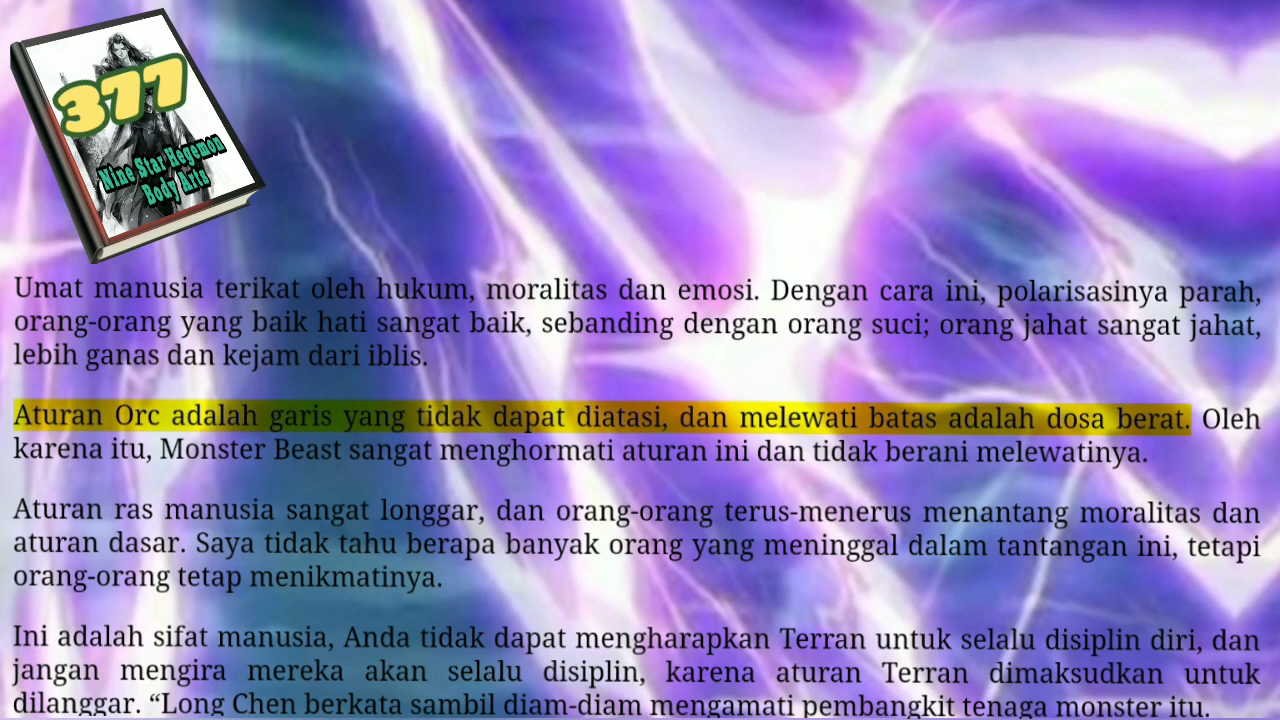 377
Nine Star Hegemon
Body Arts
Umat manusia terikat oleh hukum, moralitas dan emosi. Dengan cara ini, polarisasinya parah,
orang-orang yang baik hati sangat baik, sebanding dengan orang suci; orang jahat sangat jahat,
lebih ganas dan kejam dari iblis.
Aturan Orc adalah garis yang tidak dapat diatasi, dan melewati batas adalah dosa berat. Oleh
karena itu, Monster Beast sangat menghormati aturan ini dan tidak berani melewatinya.
Aturan ras manusia sangat longgar, dan orang-orang terus-menerus menantang moralitas dan
aturan dasar. Saya tidak tahu berapa banyak orang yang meninggal dalam tantangan ini, tetapi
orang-orang tetap menikmatinya.
Ini adalah sifat manusia, Anda tidak dapat mengharapkan Terran untuk selalu disiplin diri, dan
jangan mengira mereka akan selalu disiplin, karena aturan Terran dimaksudkan untuk
dilanggar. “Long Chen berkata sambil diam-diam mengamati pembangkit tenaga monster itu.